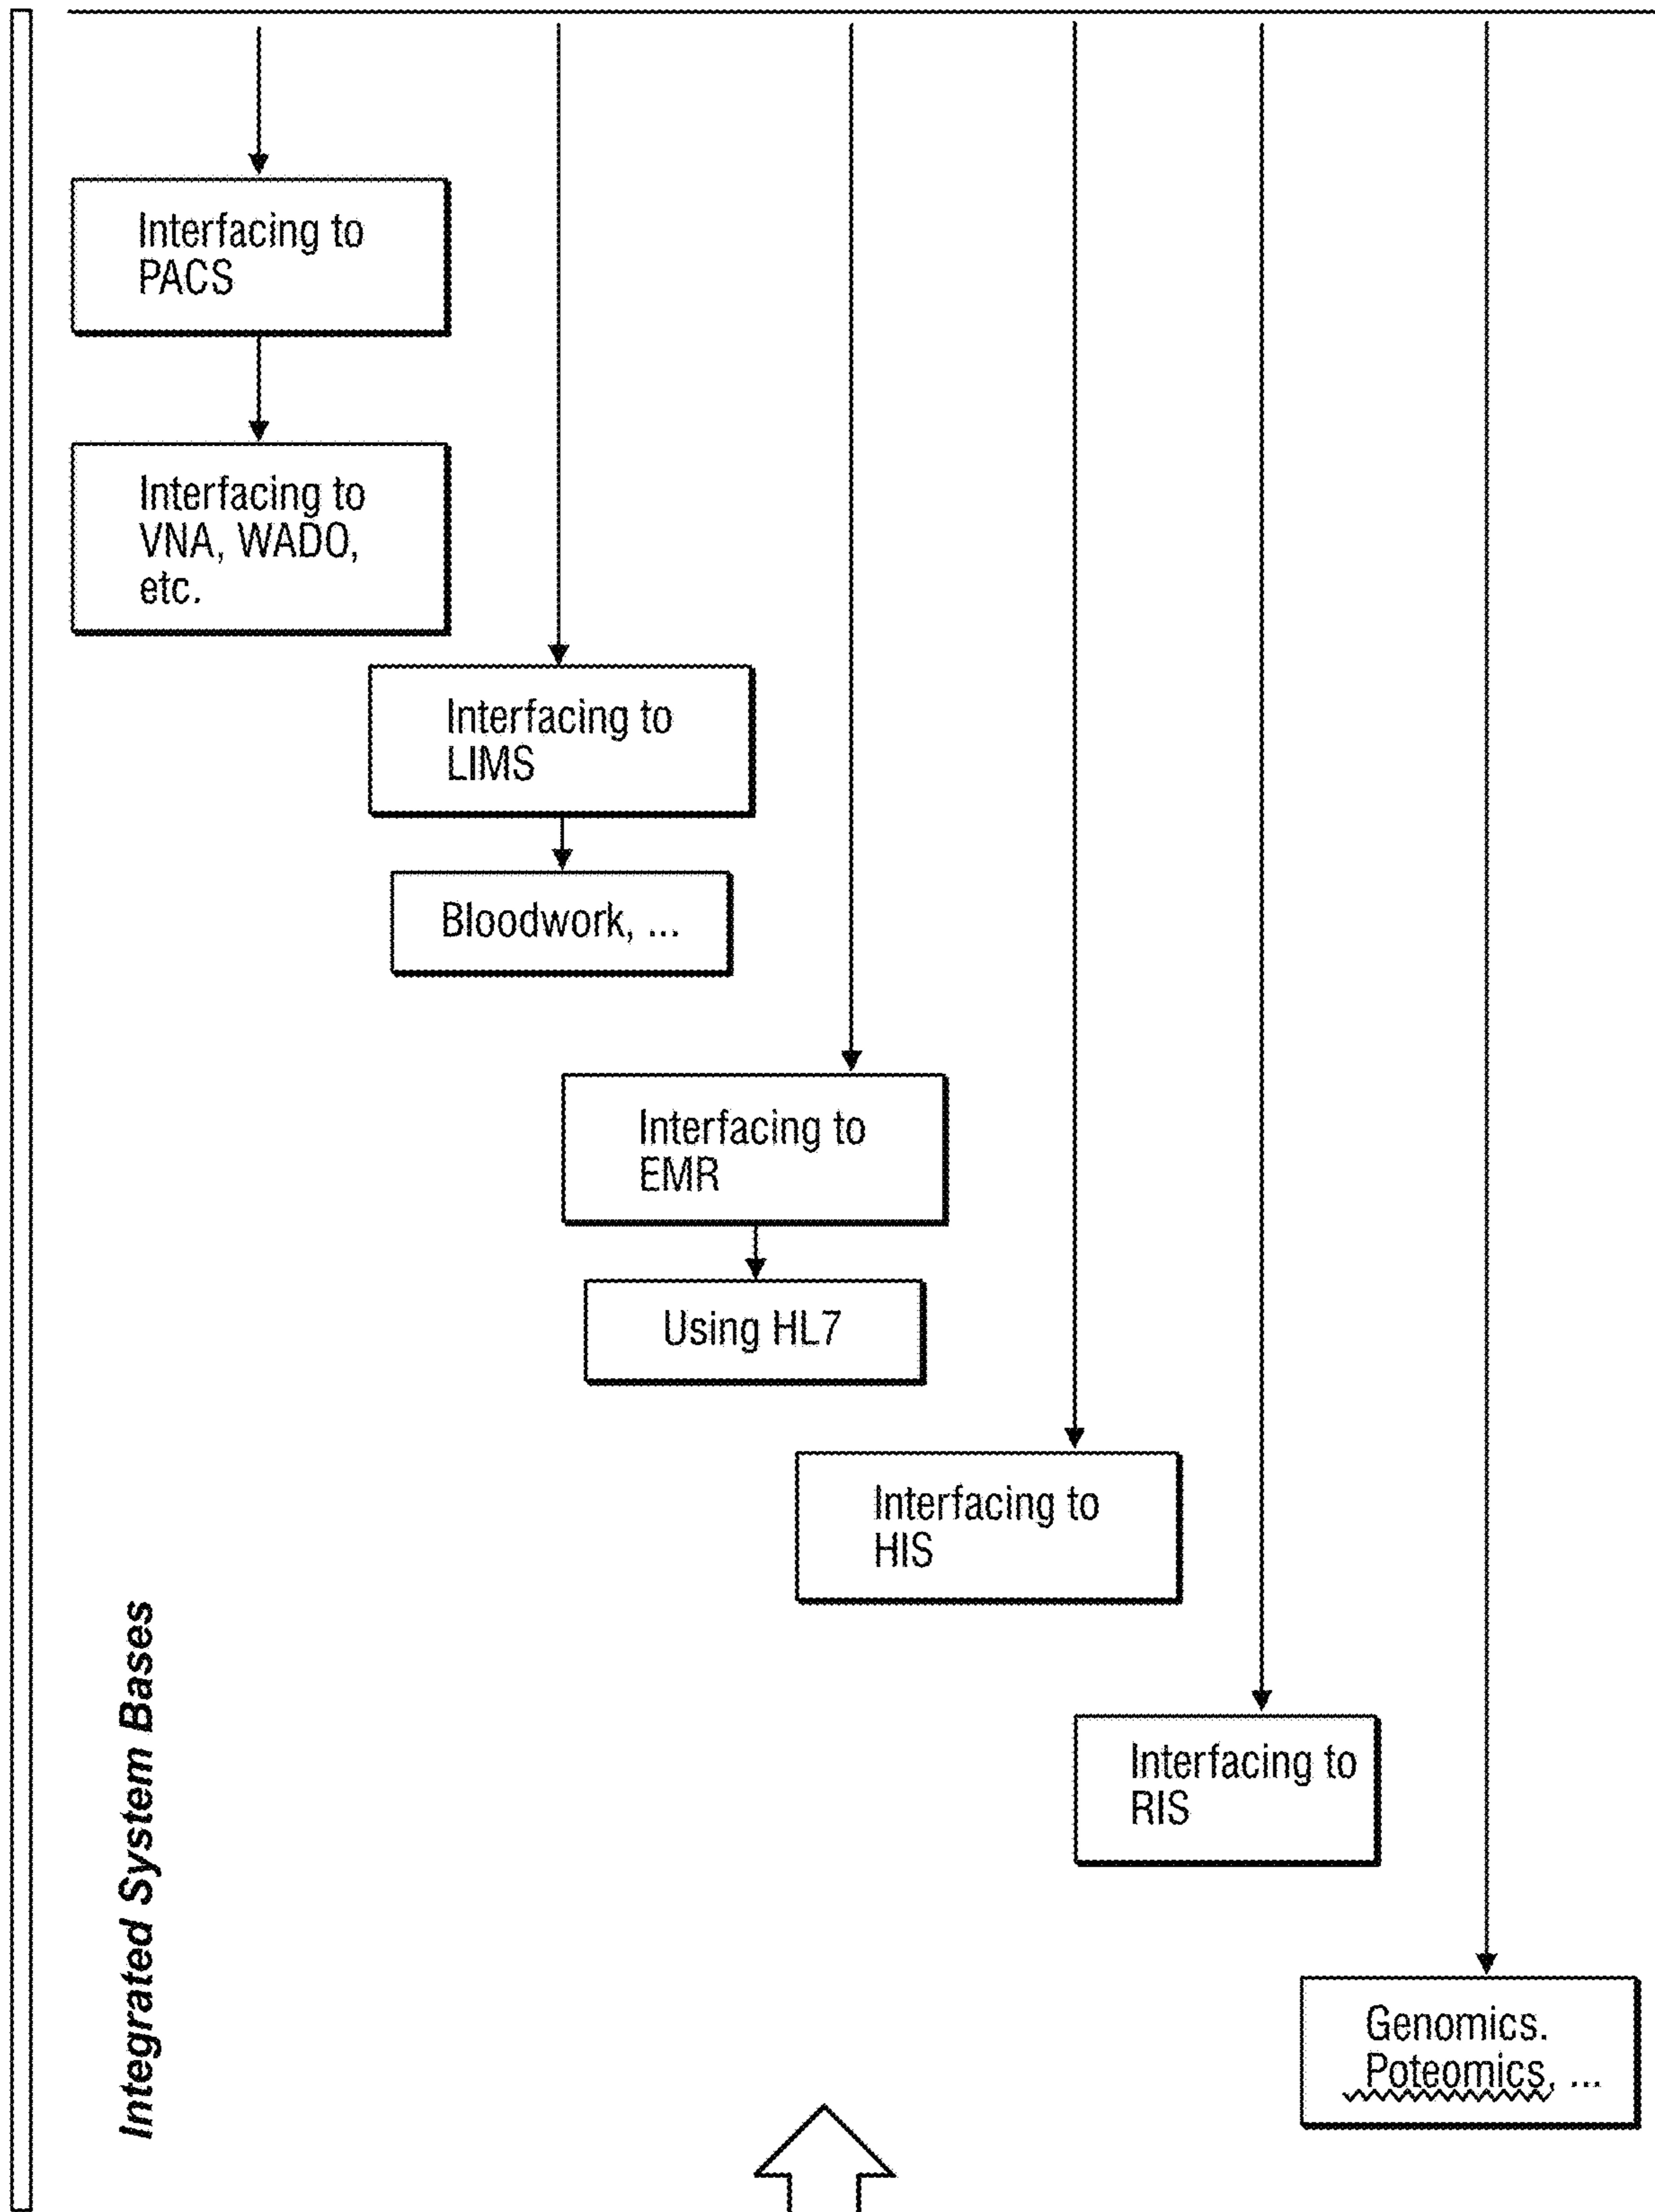 Interfacing to
PACS
Interfacing to
VNA, WADO,
etc.
Interfacing to
LIMS
Bloodwork, ...
Interfacing to
EMR
Using HL7
Interfacing to
HIS
Interfacing to
RIS
Genomics.
Poteomics, ...
Integrated System Bases